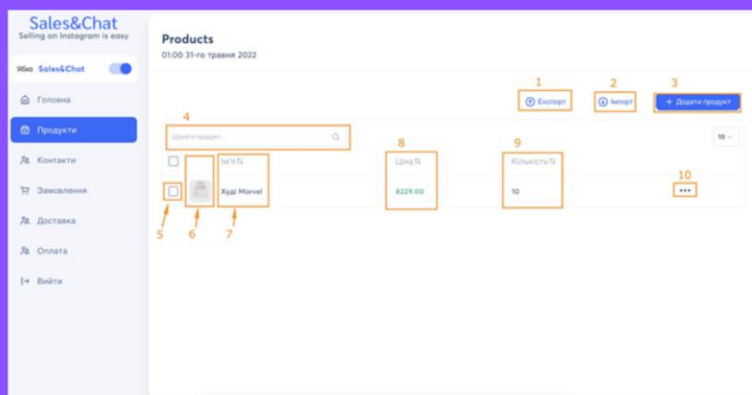 Sales&Chat
Selling on Instagram is easy
Sales&Chat
Головна
Продукти
Контакти
Замовлення
Доставка
Оплата
Вийти
Products
01:00 31-го травня 2022
1
2
3
Експорт
Імпорт
+ Додати продукт
4
Шукати продукт...
10
8
9
Ім'я
Ціна
Кількість
10
Худі Marvel
₴229.00
10
5
6
7